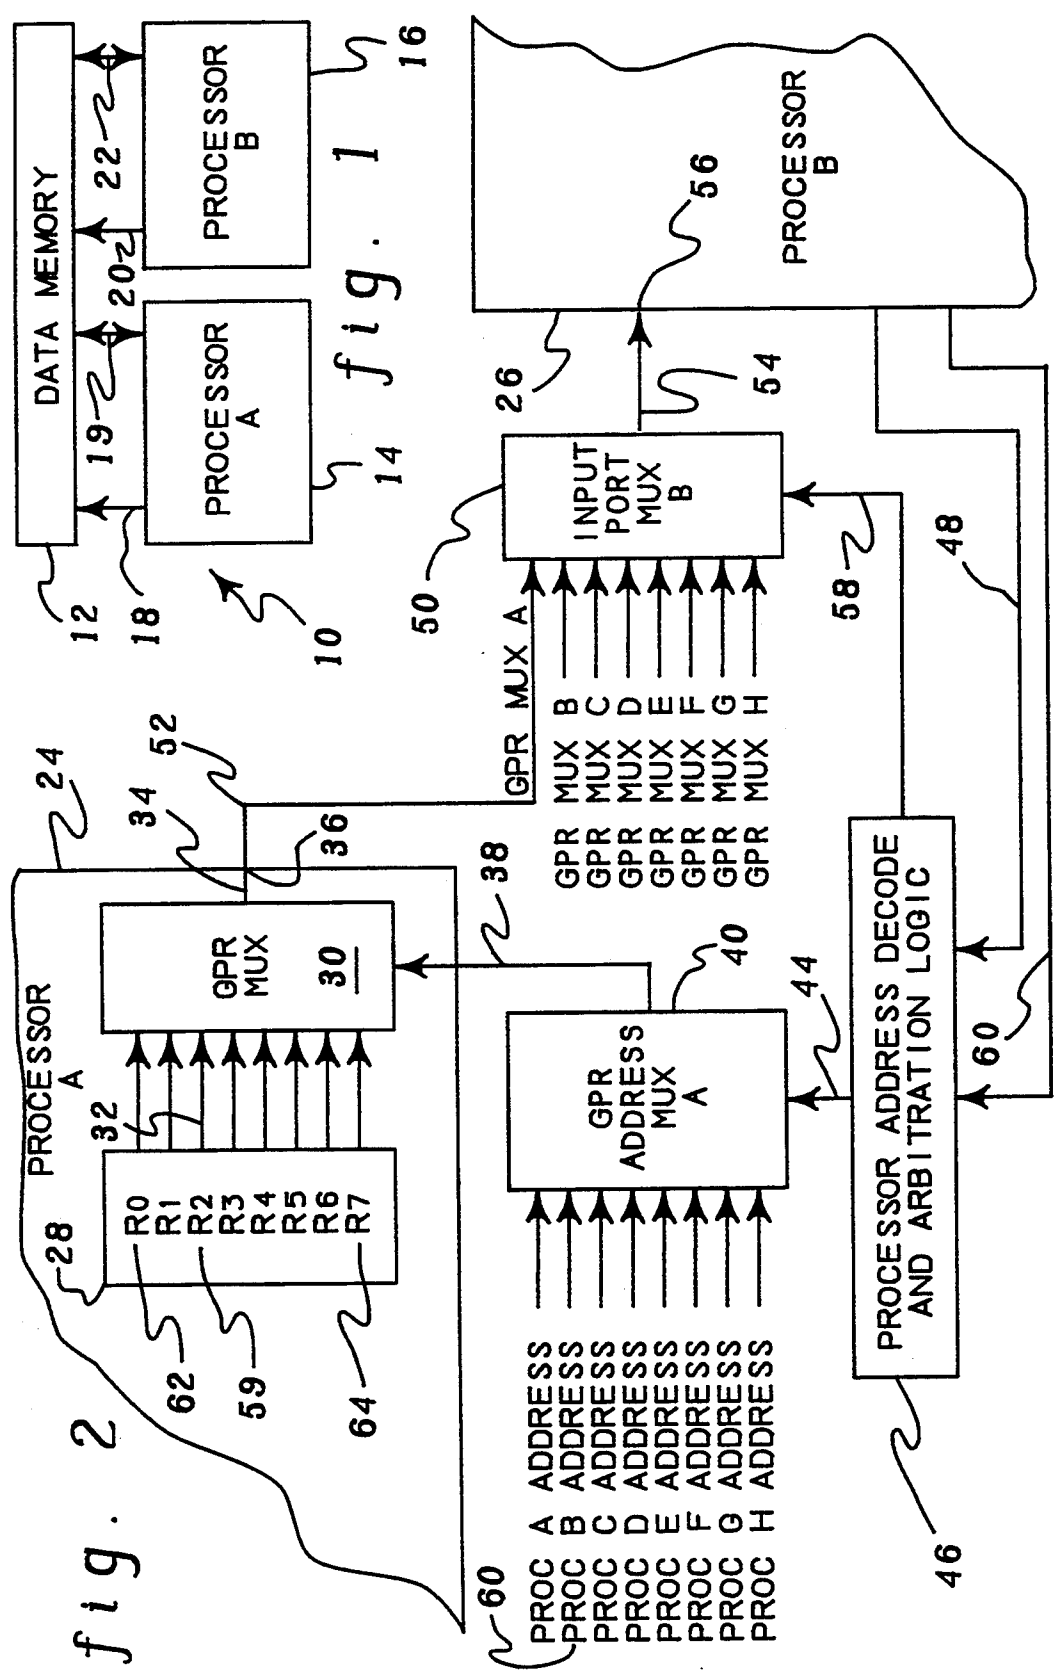 fig. 1
DATA MEMORY
12
18
19
20
22
PROCESSOR
A
14
PROCESSOR
B
16
10
fig. 2
PROCESSOR
A
24
28
R0
R1
R2
R3
R4
R5
R6
R7
62
59
64
32
GPR
MUX
30
34
36
52
38
GPR MUX A
GPR MUX B
GPR MUX C
GPR MUX D
GPR MUX E
GPR MUX F
GPR MUX G
GPR MUX H
50
INPUT
PORT
MUX
B
54
56
26
PROCESSOR
B
58
48
60
60
PROC A ADDRESS
PROC B ADDRESS
PROC C ADDRESS
PROC D ADDRESS
PROC E ADDRESS
PROC F ADDRESS
PROC G ADDRESS
PROC H ADDRESS
GPR
ADDRESS
MUX
A
40
44
PROCESSOR ADDRESS DECODE
AND ARBITRATION LOGIC
46